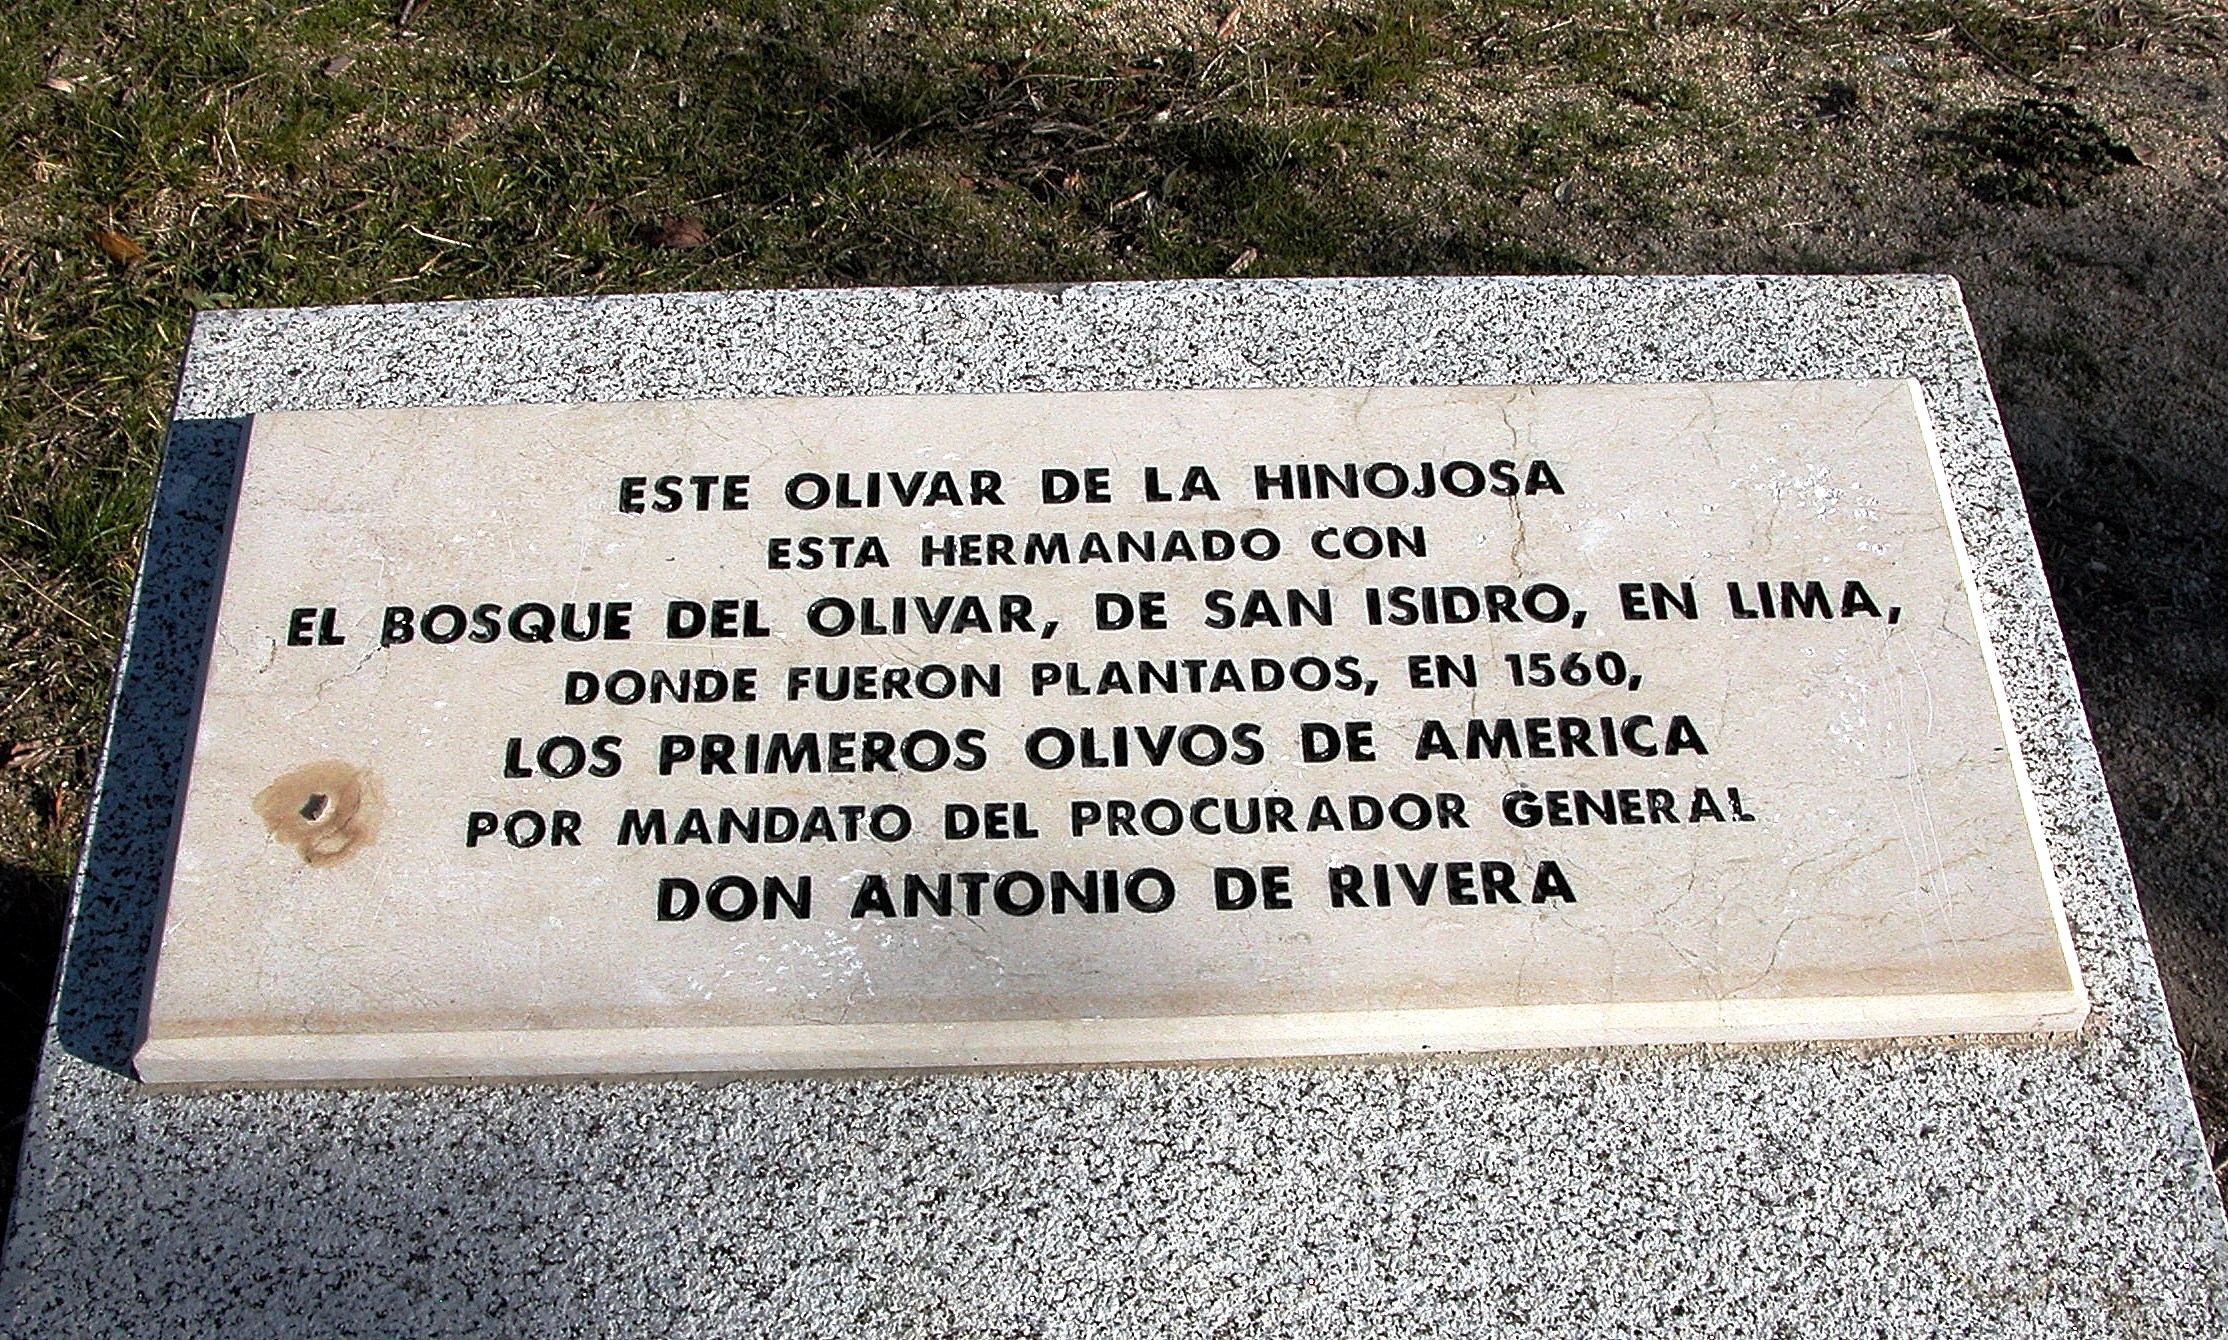 ESTE OLIVAR DE LA HINOJOSA
ESTA HERMANADO CON
EL BOSQUE DEL OLIVAR, DE SAN ISIDRO, EN LIMA,
DONDE FUERON PLANTADOS, EN 1560,
LOS PRIMEROS OLIVOS DE AMERICA
POR MANDATO DEL PROCURADOR GENERAL
DON ANTONIO DE RIVERA